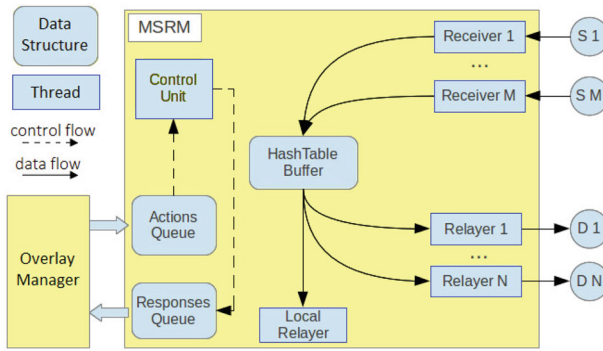 Data
Structure
Thread
control flow
data flow
MSRM
Control
Unit
Receiver 1
S 1
...
Receiver M
S M
HashTable
Buffer
Actions
Queue
Overlay
Manager
Responses
Queue
Relayer 1
D 1
...
Relayer N
D N
Local
Relayer